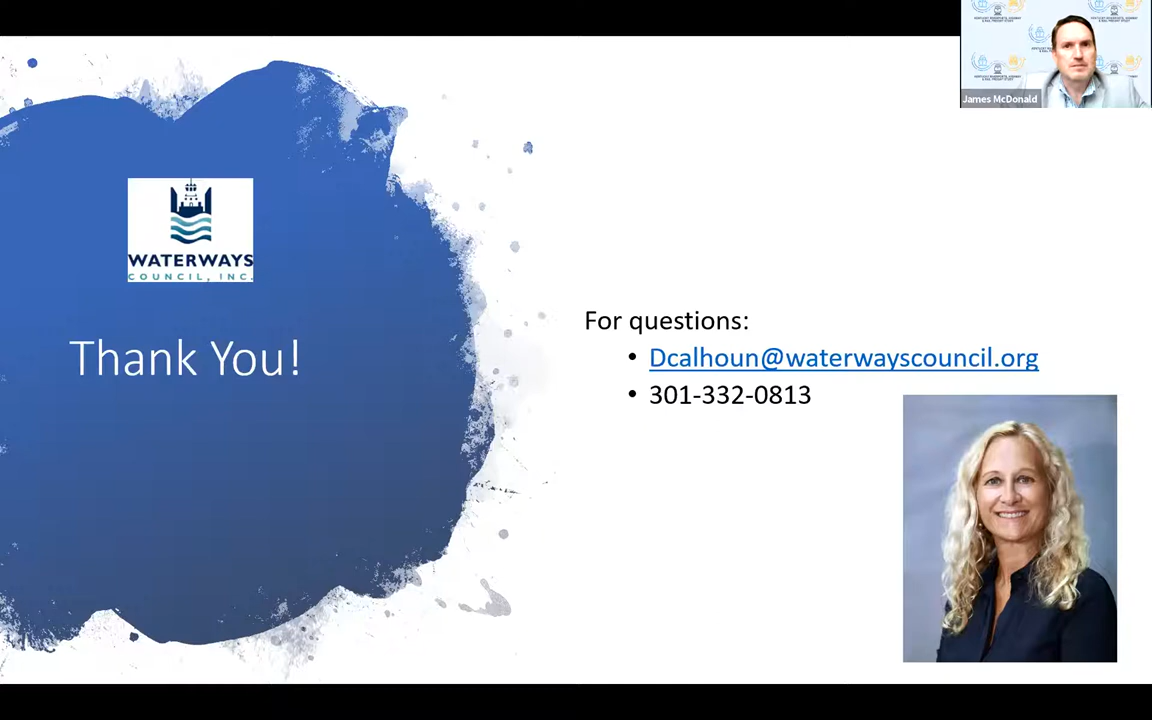 James McDonald
WATERWAYS
COUNCIL, INC.
Thank You!
For questions:
• Dcalhoun@waterwayscouncil.org
• 301-332-0813